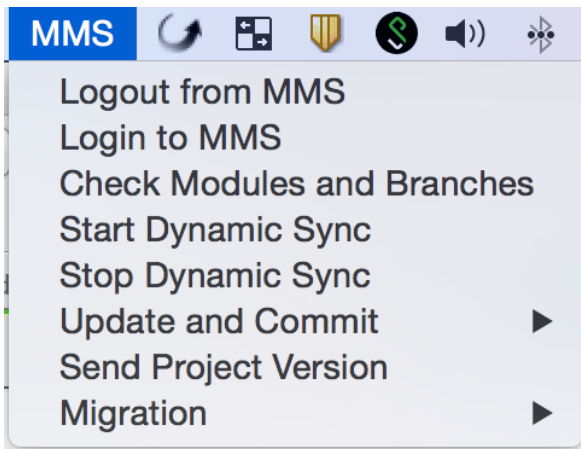 MMS
Logout from MMS
Login to MMS
Check Modules and Branches
Start Dynamic Sync
Stop Dynamic Sync
Update and Commit
Send Project Version
Migration